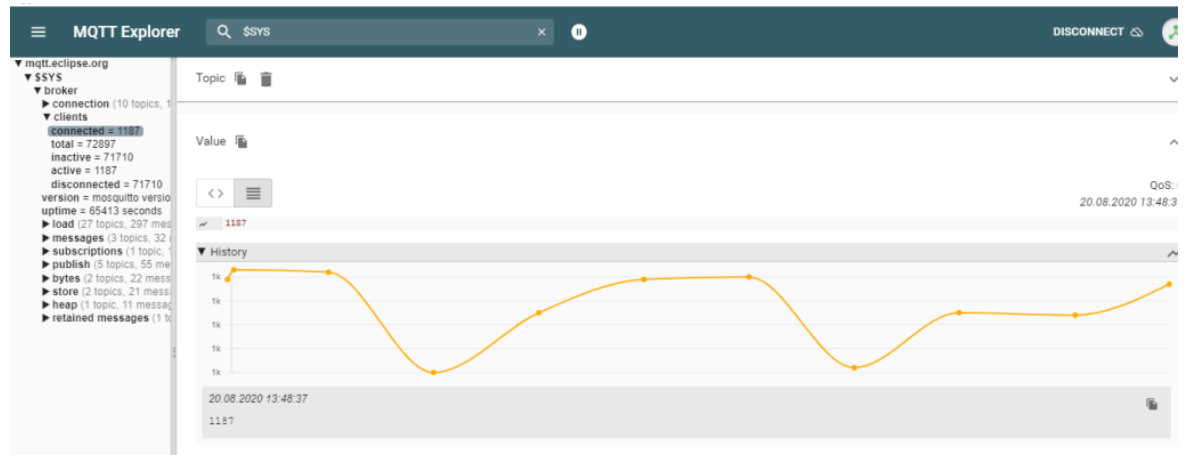 MQTT Explorer
$SYS
DISCONNECT
▼ mqtt.eclipse.org
▼ $SYS
▼ broker
▶ connection (10 topics, 1
▼ clients
connected = 1187
total = 72897
inactive = 71710
active = 1187
disconnected = 71710
version = mosquitto versio
uptime = 65413 seconds
▶ load (27 topics, 297 mes
▶ messages (3 topics, 32
▶ subscriptions (1 topic,
▶ publish (5 topics, 55 me
▶ bytes (2 topics, 22 mess
▶ store (2 topics, 21 mess
▶ heap (1 topic, 11 messag
▶ retained messages (1 to
Topic
Value
QoS:
20.08.2020 13:48:3
1187
▼ History
1k
1k
1k
1k
1k
20.08.2020 13:48:37
1187